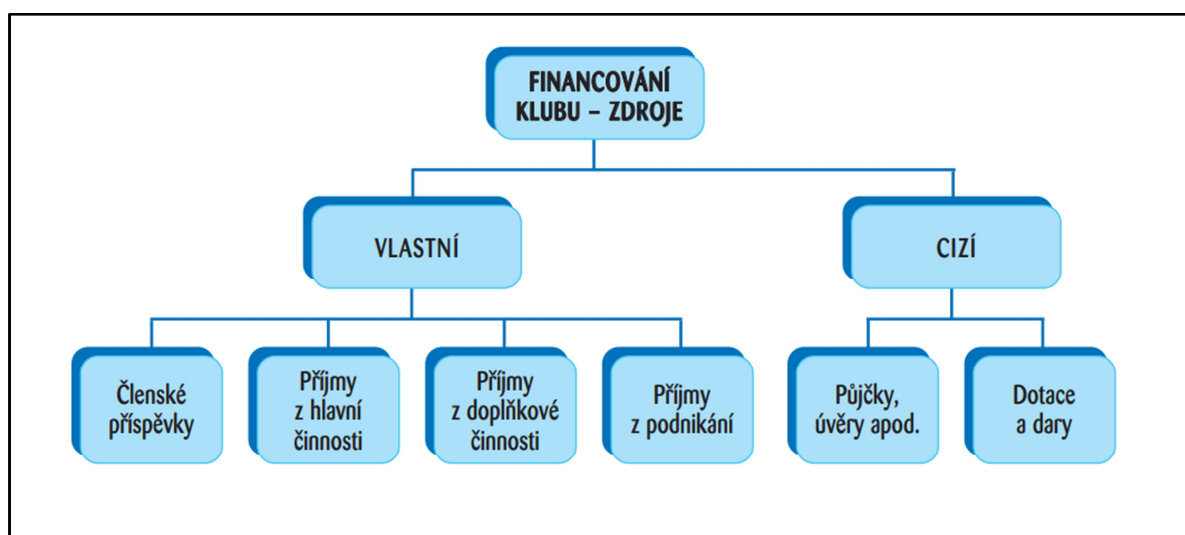 FINANCOVÁNÍ
KLUBU – ZDROJE
VLASTNÍ
CIZÍ
Členské
příspěvky
Příjmy
z hlavní
činnosti
Příjmy
z doplňkové
činnosti
Příjmy
z podnikání
Půjčky,
úvěry apod.
Dotace
a dary